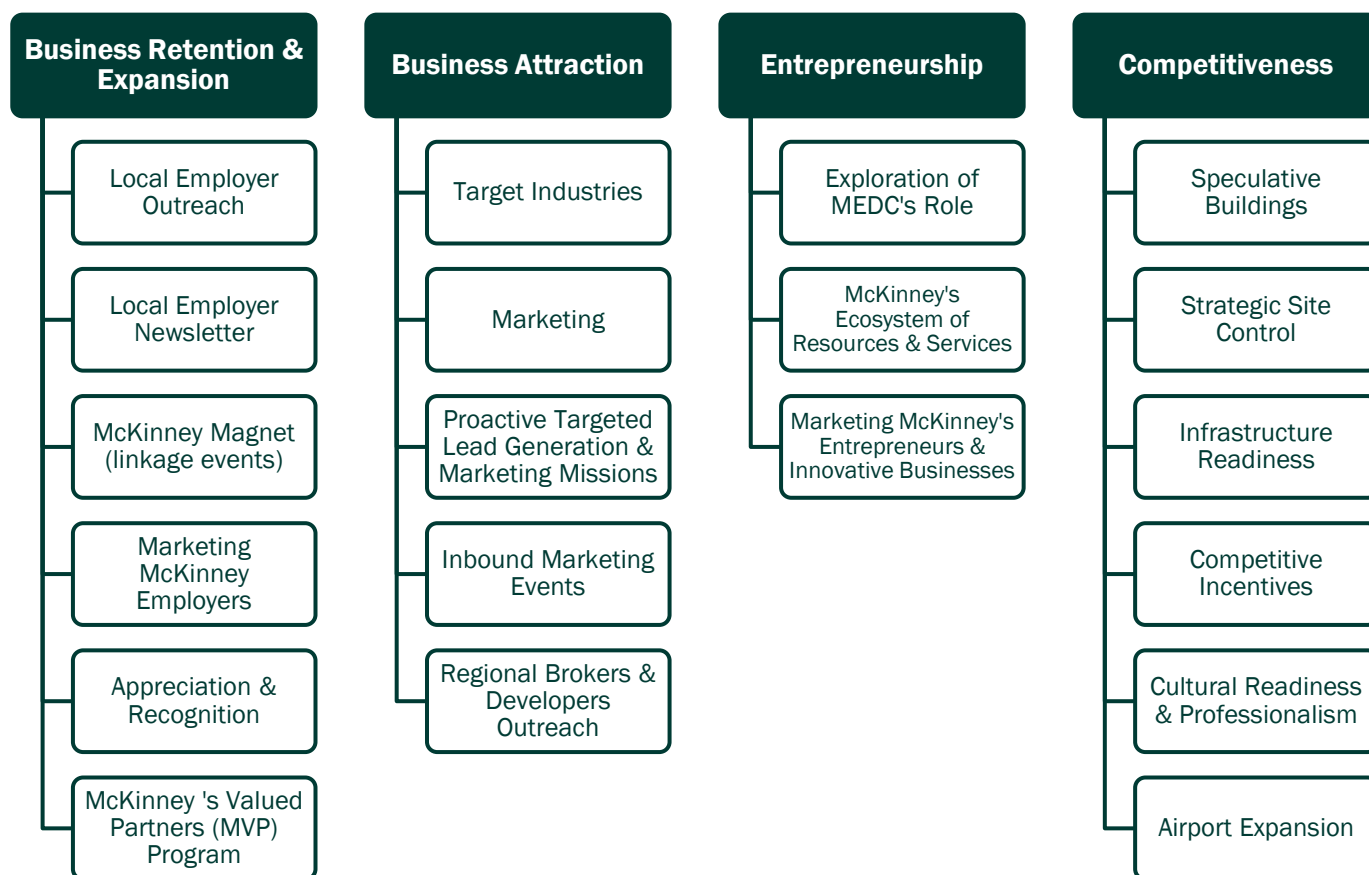 Business Retention &
Expansion
Local Employer
Outreach
Local Employer
Newsletter
McKinney Magnet
(linkage events)
Marketing
McKinney
Employers
Appreciation &
Recognition
McKinney 's Valued
Partners (MVP)
Program
Business Attraction
Target Industries
Marketing
Proactive Targeted
Lead Generation &
Marketing Missions
Inbound Marketing
Events
Regional Brokers &
Developers
Outreach
Entrepreneurship
Exploration of
MEDC's Role
McKinney's
Ecosystem of
Resources & Services
Marketing McKinney's
Entrepreneurs &
Innovative Businesses
Competitiveness
Speculative
Buildings
Strategic Site
Control
Infrastructure
Readiness
Competitive
Incentives
Cultural Readiness
& Professionalism
Airport Expansion